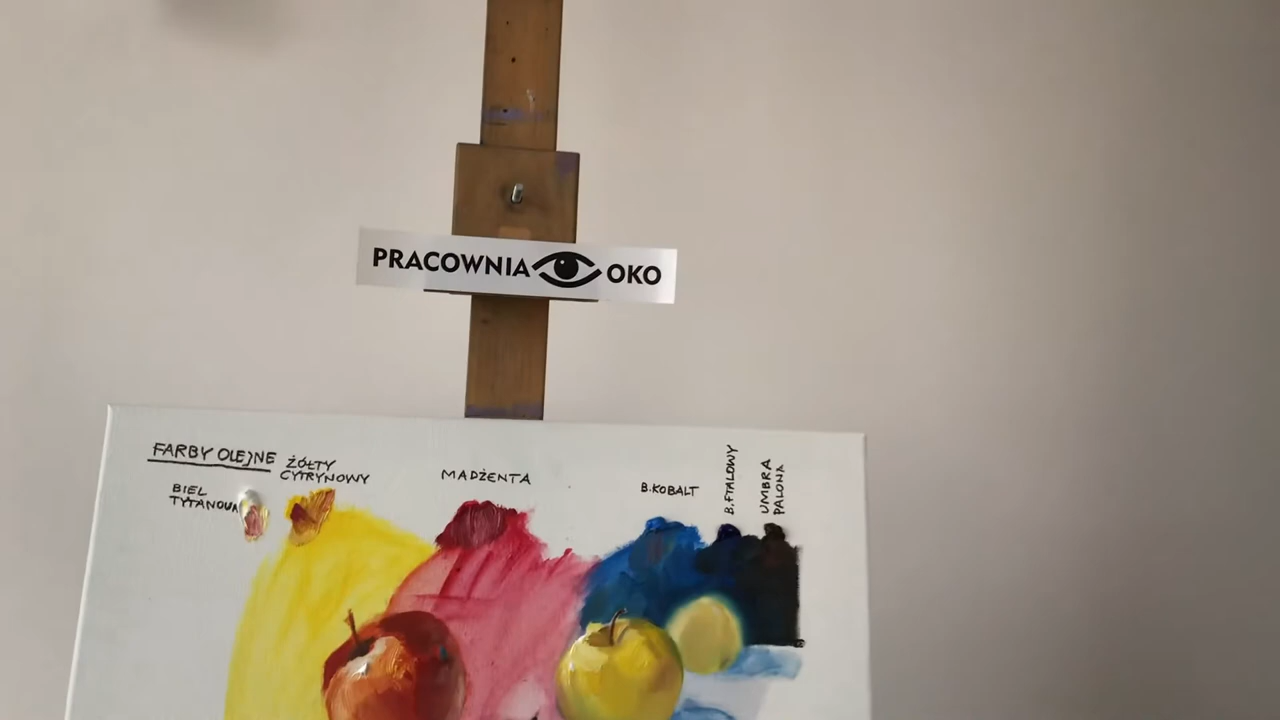 PRACOWNIA OKO
FARBY OLEJNE
ŻÓŁTY
CYTRYNOWY
BIEL
TYTANOWA
MADŻENTA
B.KOBALT
B.FTALOWY
UMBRA
PALONA